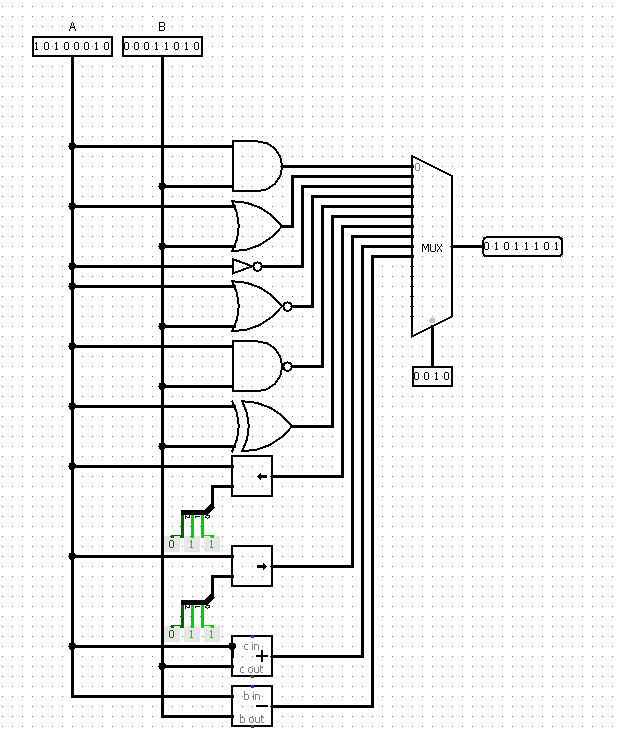 A B
10100010 00011010
0
MUX
01011101
0010
0 1 1
0 1 1
c in
+
c out
b in
−
b out